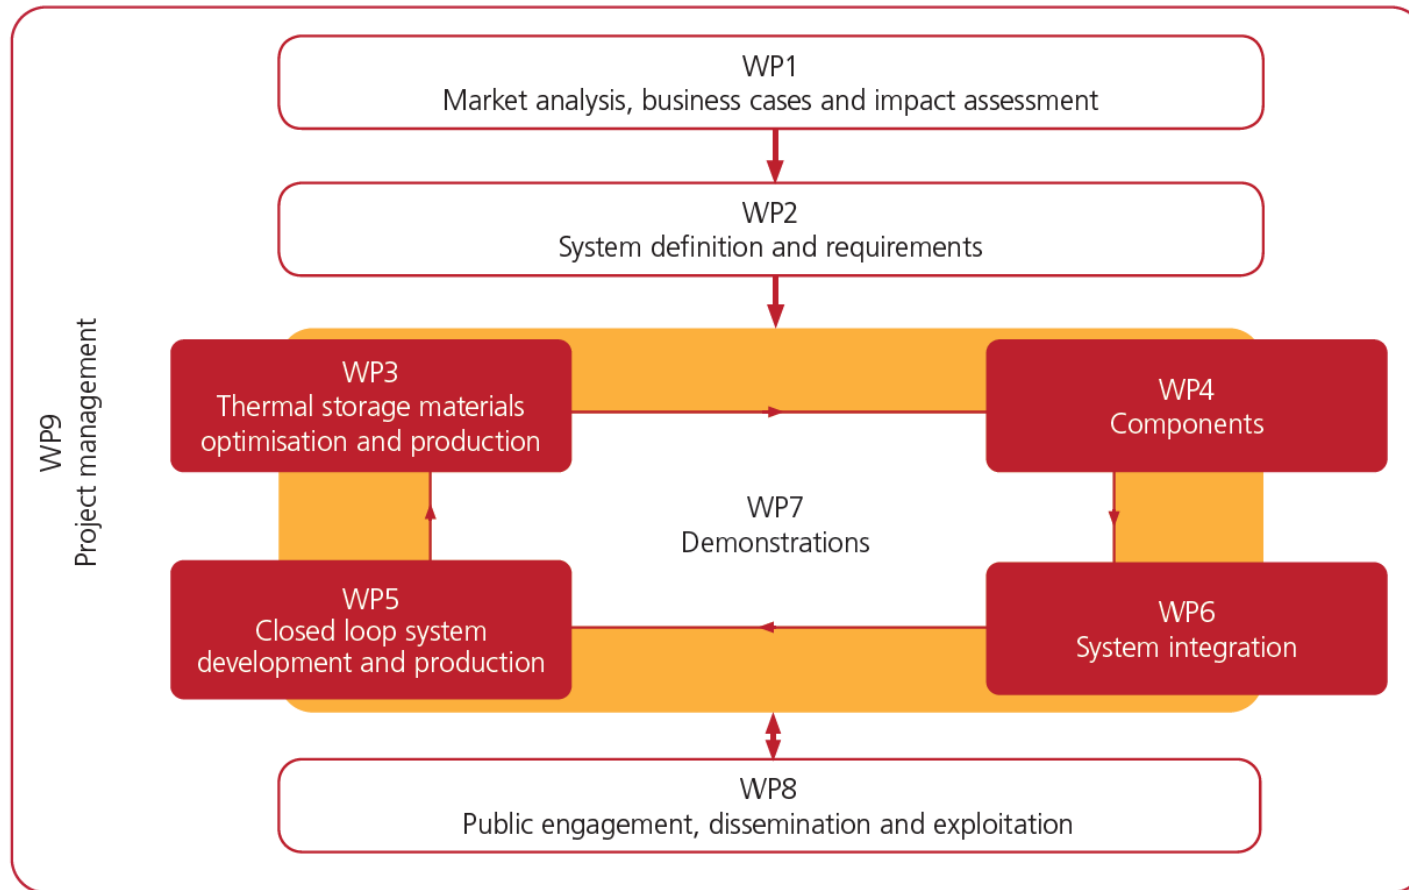 WP1
Market analysis, business cases and impact assessment
WP2
System definition and requirements
WP9
Project management
WP3
Thermal storage materials
optimisation and production
WP4
Components
WP7
Demonstrations
WP5
Closed loop system
development and production
WP6
System integration
WP8
Public engagement, dissemination and exploitation